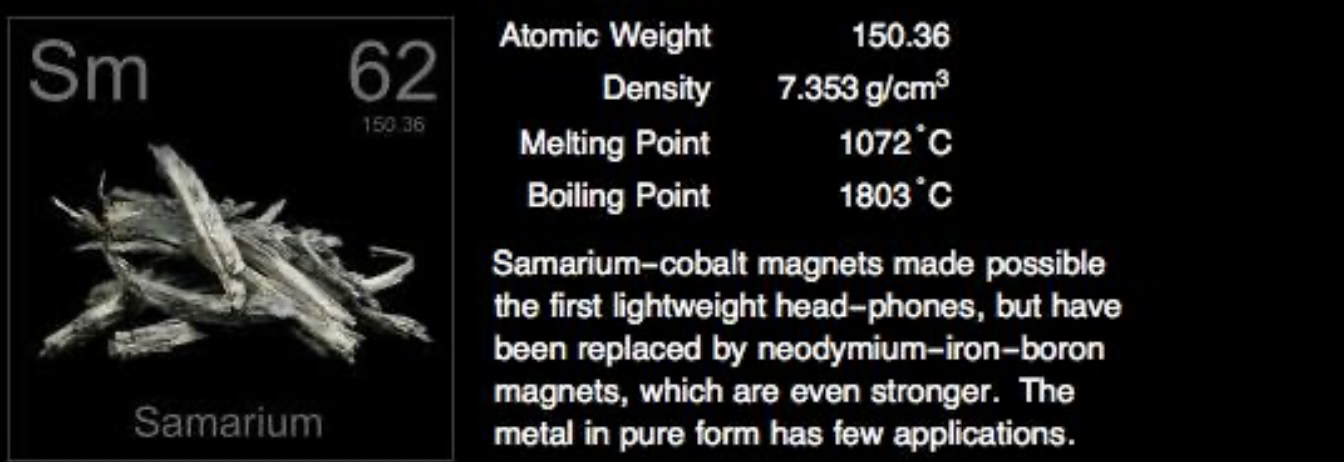 Sm 62
150.36
Samarium
Atomic Weight 150.36
Density 7.353 g/cm³
Melting Point 1072 °C
Boiling Point 1803 °C
Samarium–cobalt magnets made possible
the first lightweight head–phones, but have
been replaced by neodymium–iron–boron
magnets, which are even stronger. The
metal in pure form has few applications.